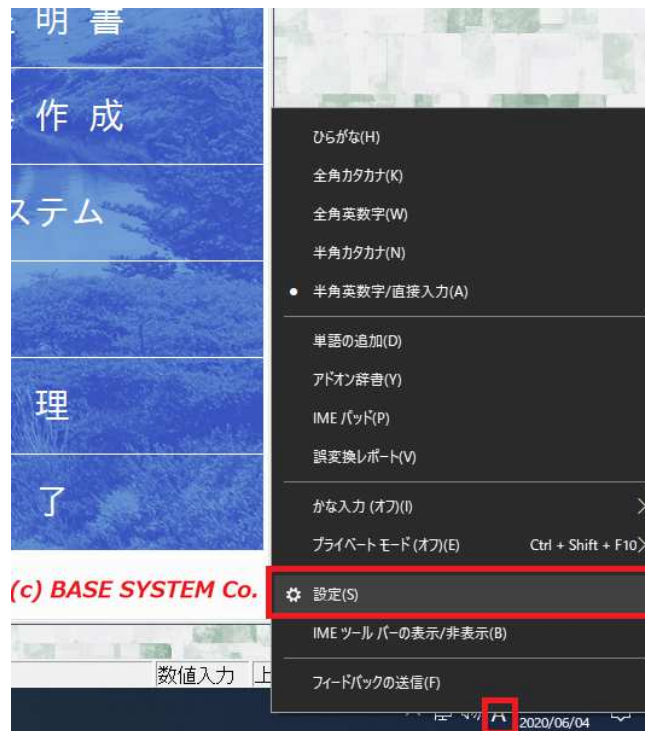 明 書
作 成
ステム
理
了
(c) BASE SYSTEM Co.
数値入力
ひらがな(H)
全角カタカナ(K)
全角英数字(W)
半角カタカナ(N)
● 半角英数字/直接入力(A)
単語の追加(D)
アドオン辞書(Y)
IME パッド(P)
誤変換レポート(V)
かな入力 (オフ)(I)
プライベート モード (オフ)(E) Ctrl + Shift + F10
設定(S)
IME ツール バーの表示/非表示(B)
フィードバックの送信(F)
A
2020/06/04